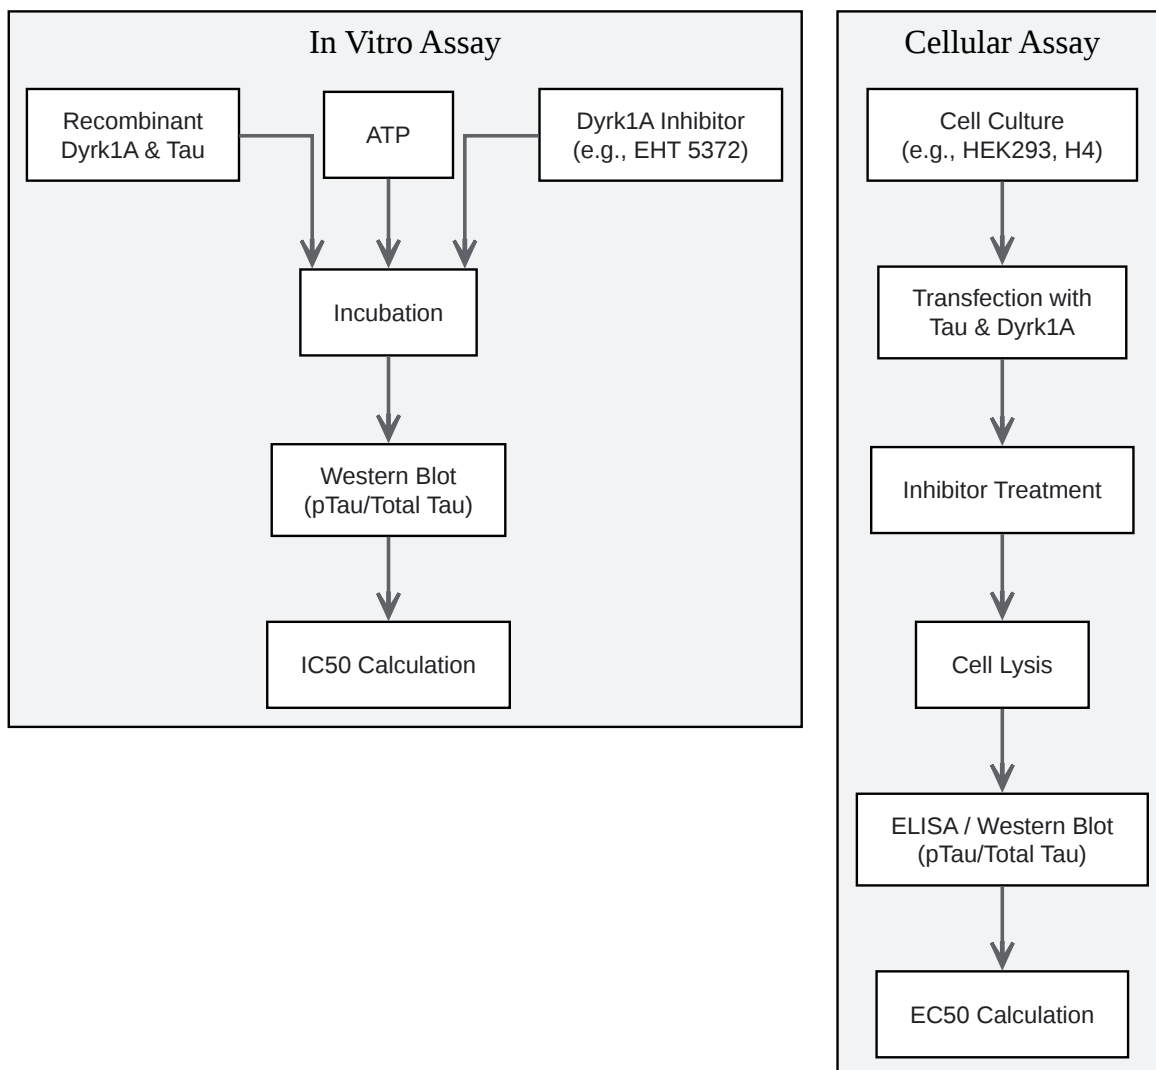 In Vitro Assay
Recombinant
Dyrk1A & Tau
ATP
Dyrk1A Inhibitor
(e.g., EHT 5372)
Incubation
Western Blot
(pTau/Total Tau)
IC50 Calculation
Cellular Assay
Cell Culture
(e.g., HEK293, H4)
Transfection with
Tau & Dyrk1A
Inhibitor Treatment
Cell Lysis
ELISA / Western Blot
(pTau/Total Tau)
EC50 Calculation